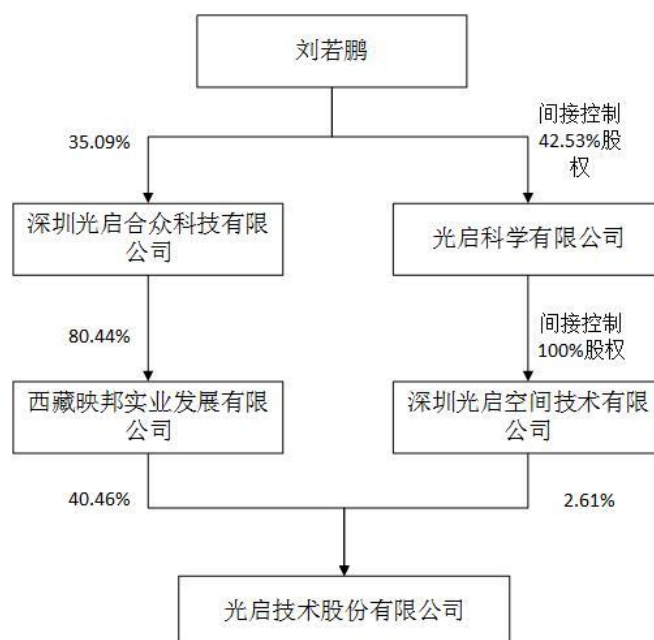 刘若鹏
35.09%
间接控制
42.53%股
权
深圳光启合众科技有限
公司
光启科学有限公司
80.44%
间接控制
100%股权
西藏映邦实业发展有限
公司
深圳光启空间技术有限
公司
40.46%
2.61%
光启技术股份有限公司